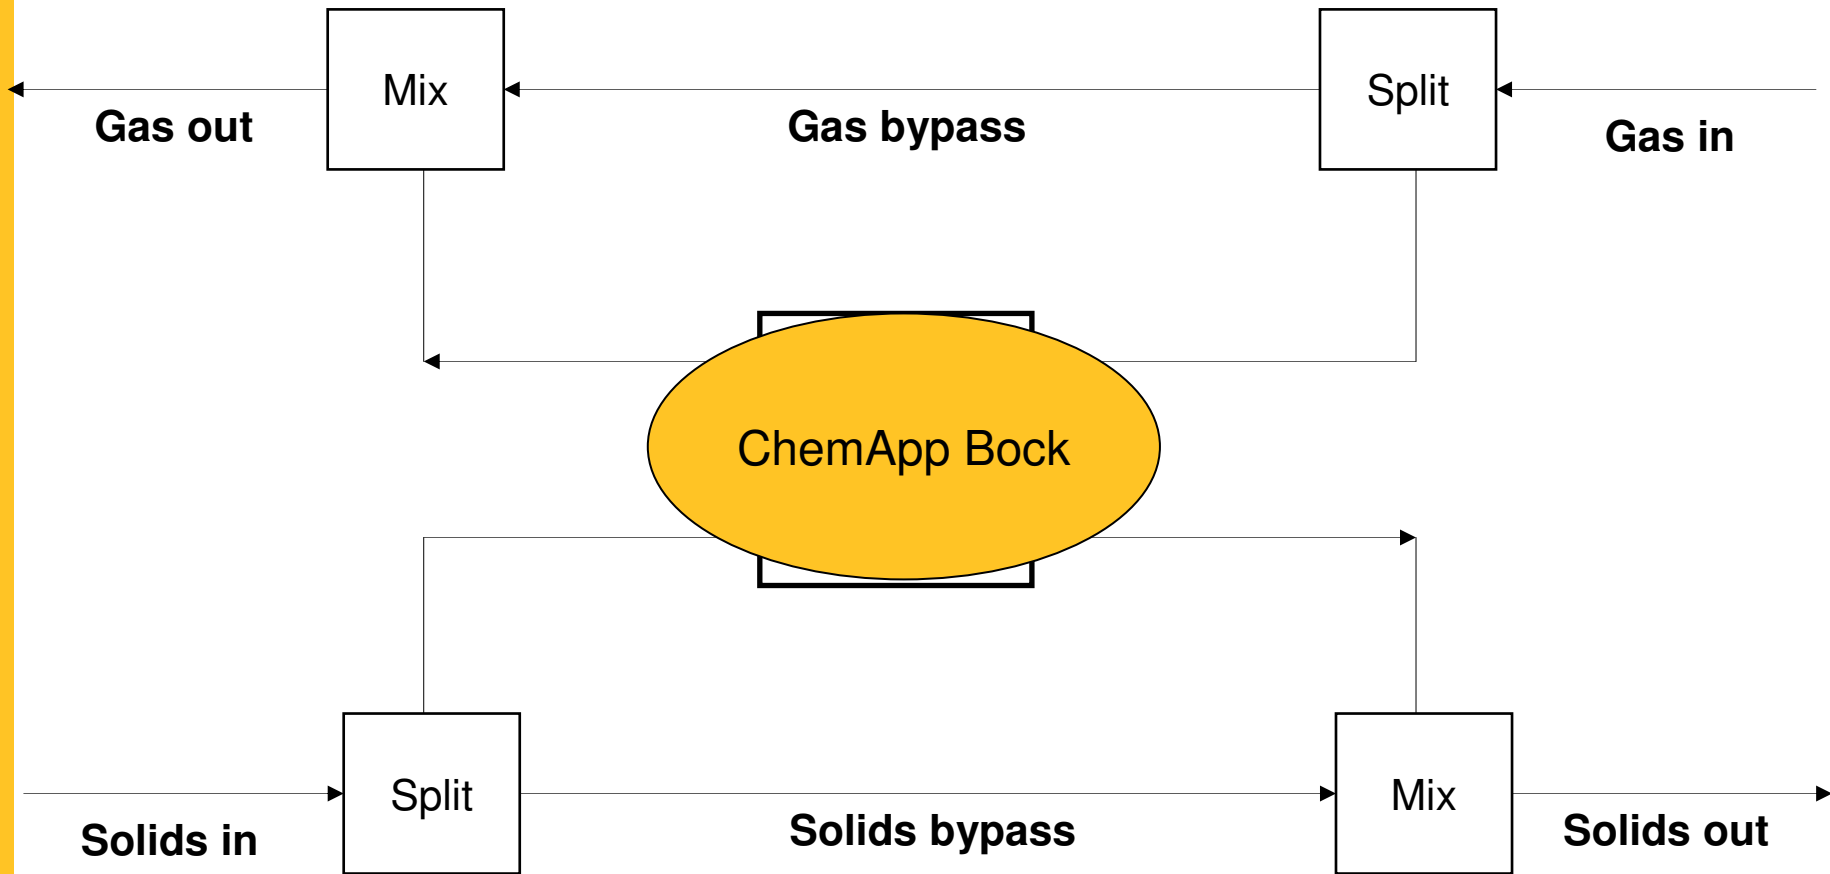 Mix
Split
Gas out
Gas bypass
Gas in
ChemApp Bock
Split
Mix
Solids in
Solids bypass
Solids out